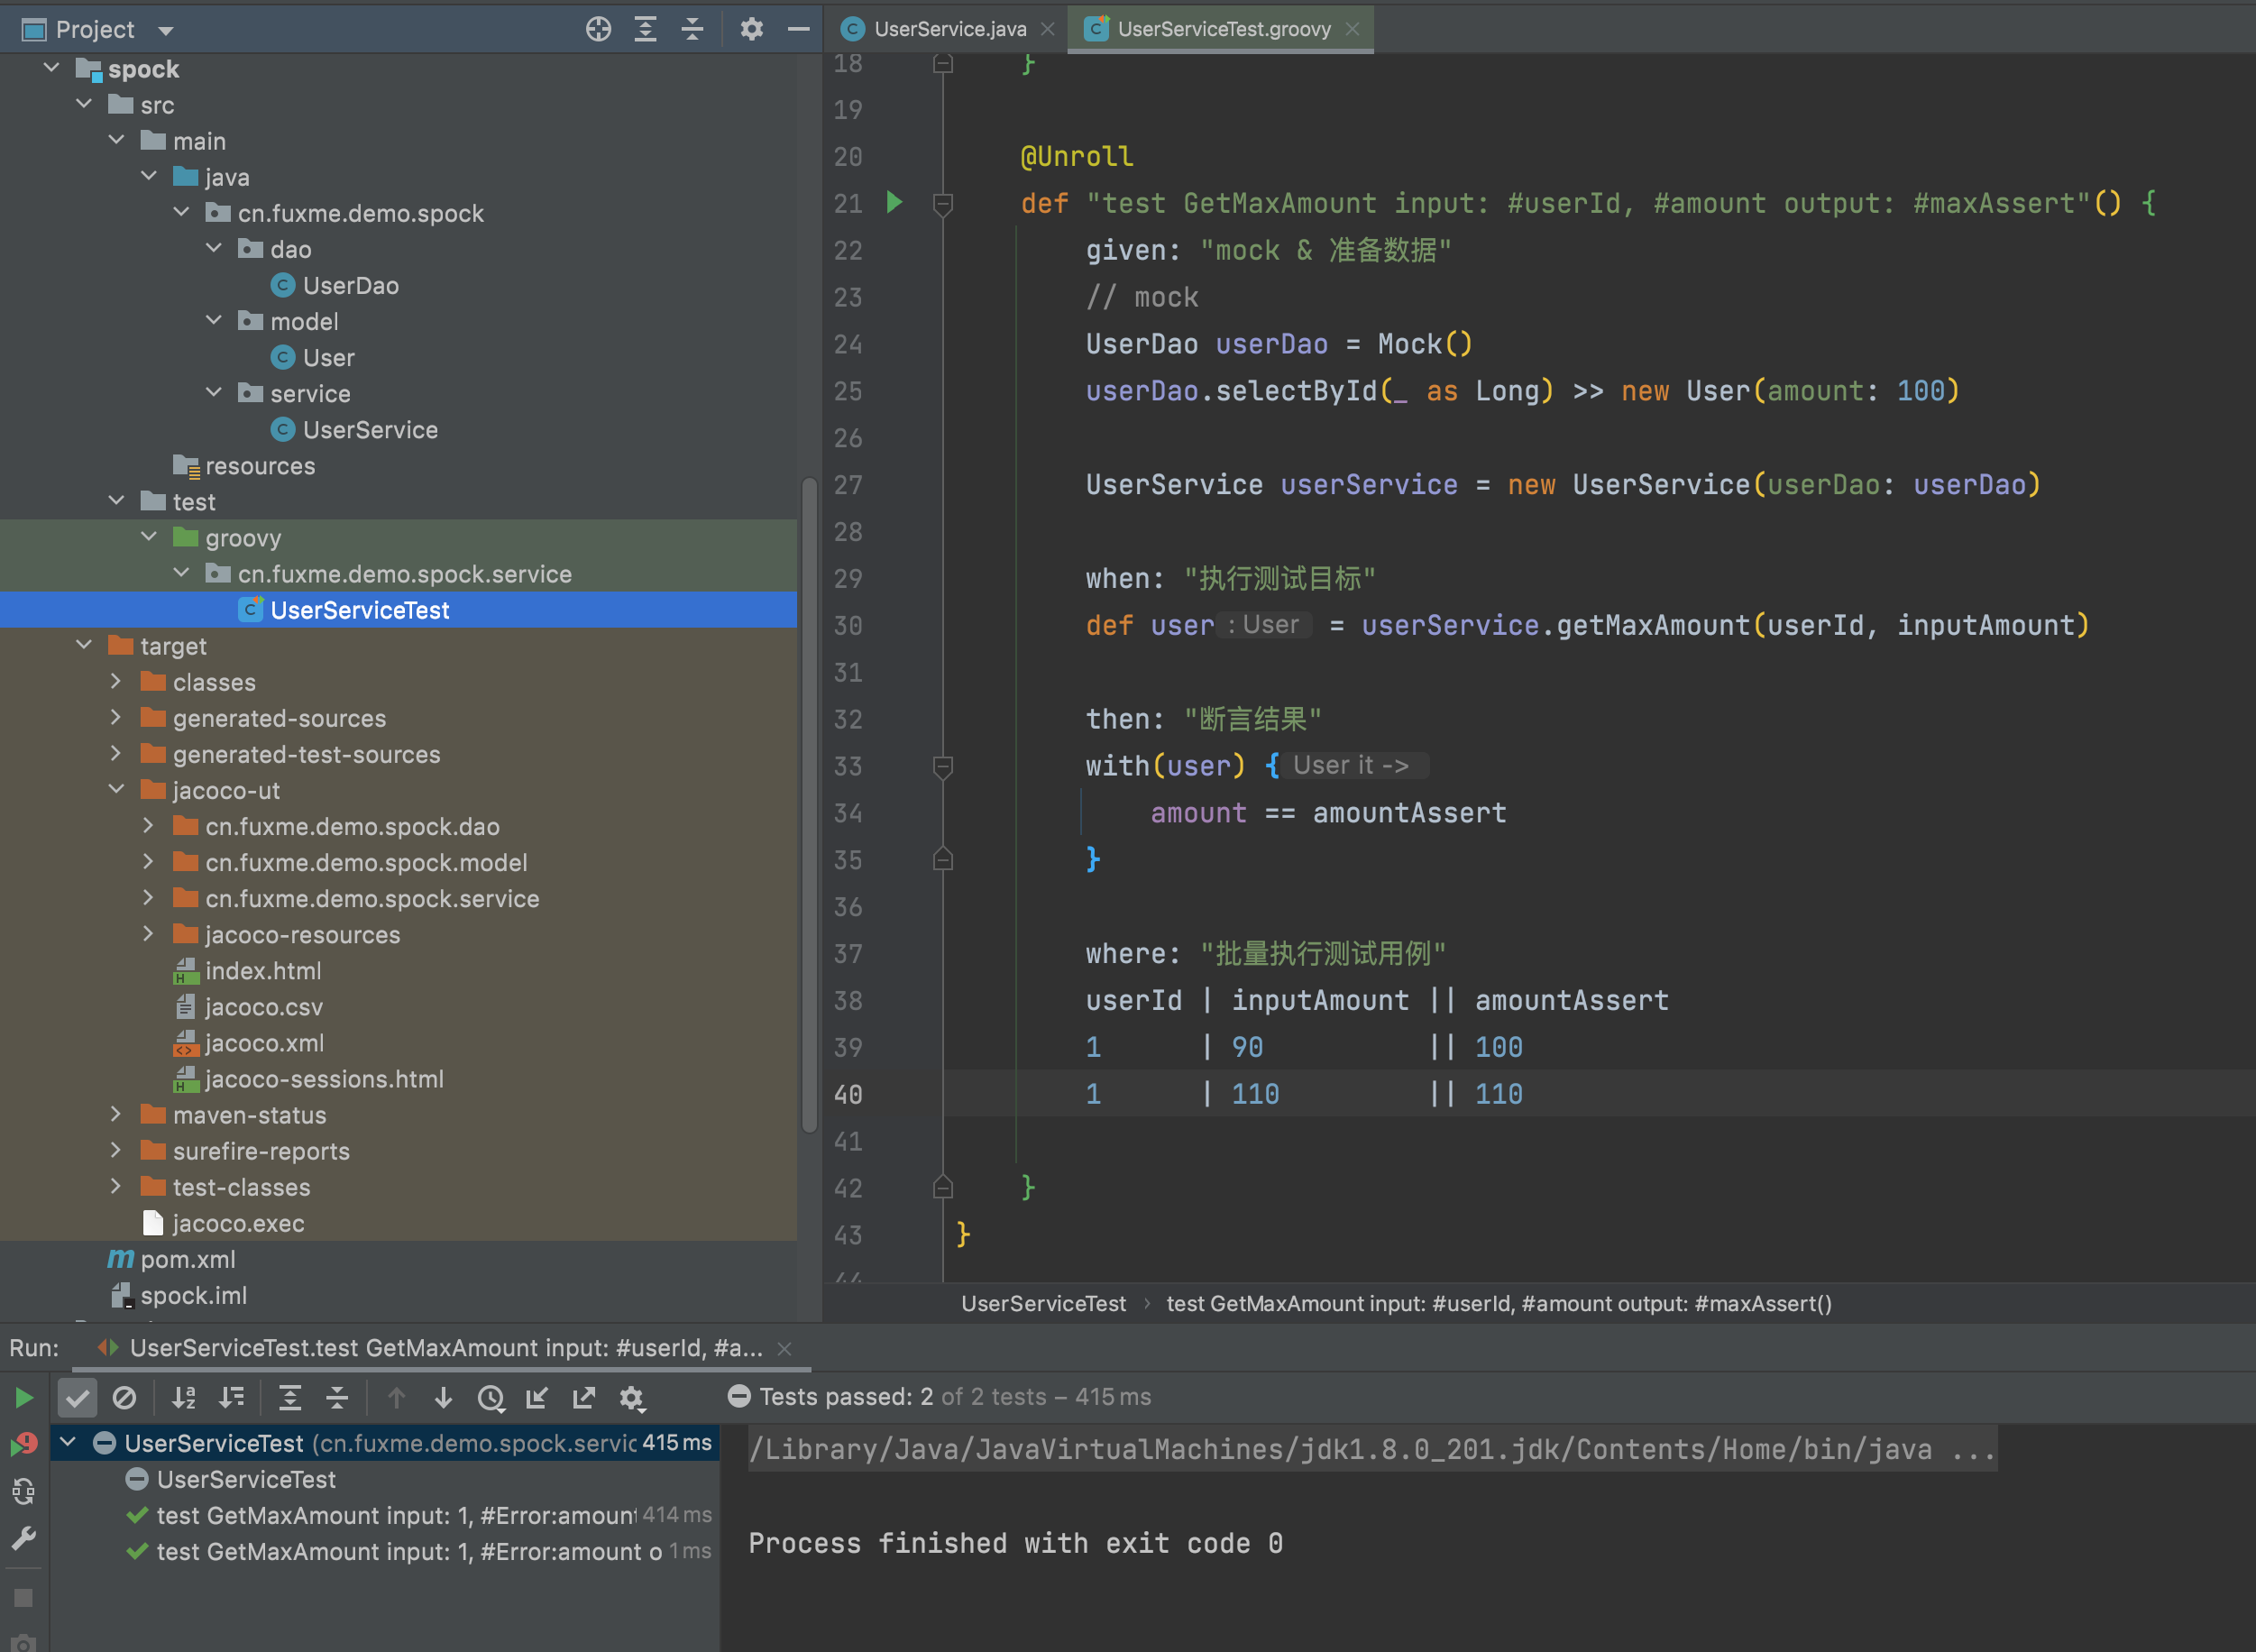 Project
spock
src
main
java
cn.fuxme.demo.spock
dao
UserDao
model
User
service
UserService
resources
test
groovy
cn.fuxme.demo.spock.service
UserServiceTest
target
classes
generated-sources
generated-test-sources
jacoco-ut
cn.fuxme.demo.spock.dao
cn.fuxme.demo.spock.model
cn.fuxme.demo.spock.service
jacoco-resources
index.html
jacoco.csv
jacoco.xml
jacoco-sessions.html
maven-status
surefire-reports
test-classes
jacoco.exec
pom.xml
spock.iml
UserService.java
UserServiceTest.groovy
18 }
19
20 @Unroll
21 def "test GetMaxAmount input: #userId, #amount output: #maxAssert"() {
22 given: "mock & 准备数据"
23 // mock
24 UserDao userDao = Mock()
25 userDao.selectById(_ as Long) >> new User(amount: 100)
26
27 UserService userService = new UserService(userDao: userDao)
28
29 when: "执行测试目标"
30 def user : User = userService.getMaxAmount(userId, inputAmount)
31
32 then: "断言结果"
33 with(user) { User it ->
34 amount == amountAssert
35 }
36
37 where: "批量执行测试用例"
38 userId | inputAmount || amountAssert
39 1 | 90 || 100
40 1 | 110 || 110
41
42 }
43 }
44
UserServiceTest › test GetMaxAmount input: #userId, #amount output: #maxAssert()
Run: UserServiceTest.test GetMaxAmount input: #userId, #a...
Tests passed: 2 of 2 tests – 415 ms
UserServiceTest (cn.fuxme.demo.spock.servic 415 ms
UserServiceTest
test GetMaxAmount input: 1, #Error:amount 414 ms
test GetMaxAmount input: 1, #Error:amount o 1 ms
/Library/Java/JavaVirtualMachines/jdk1.8.0_201.jdk/Contents/Home/bin/java ...
Process finished with exit code 0